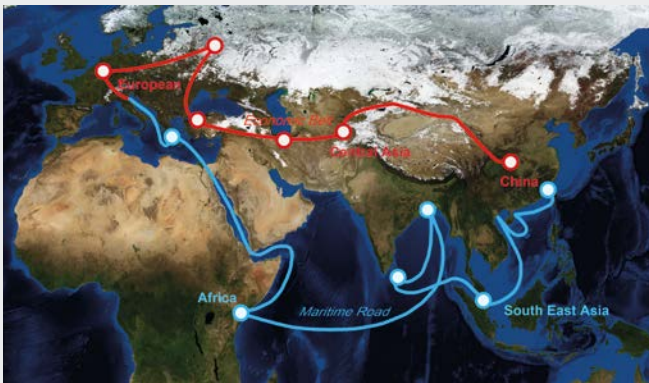 European
Economic Belt
Central Asia
China
Africa
Maritime Road
South East Asia